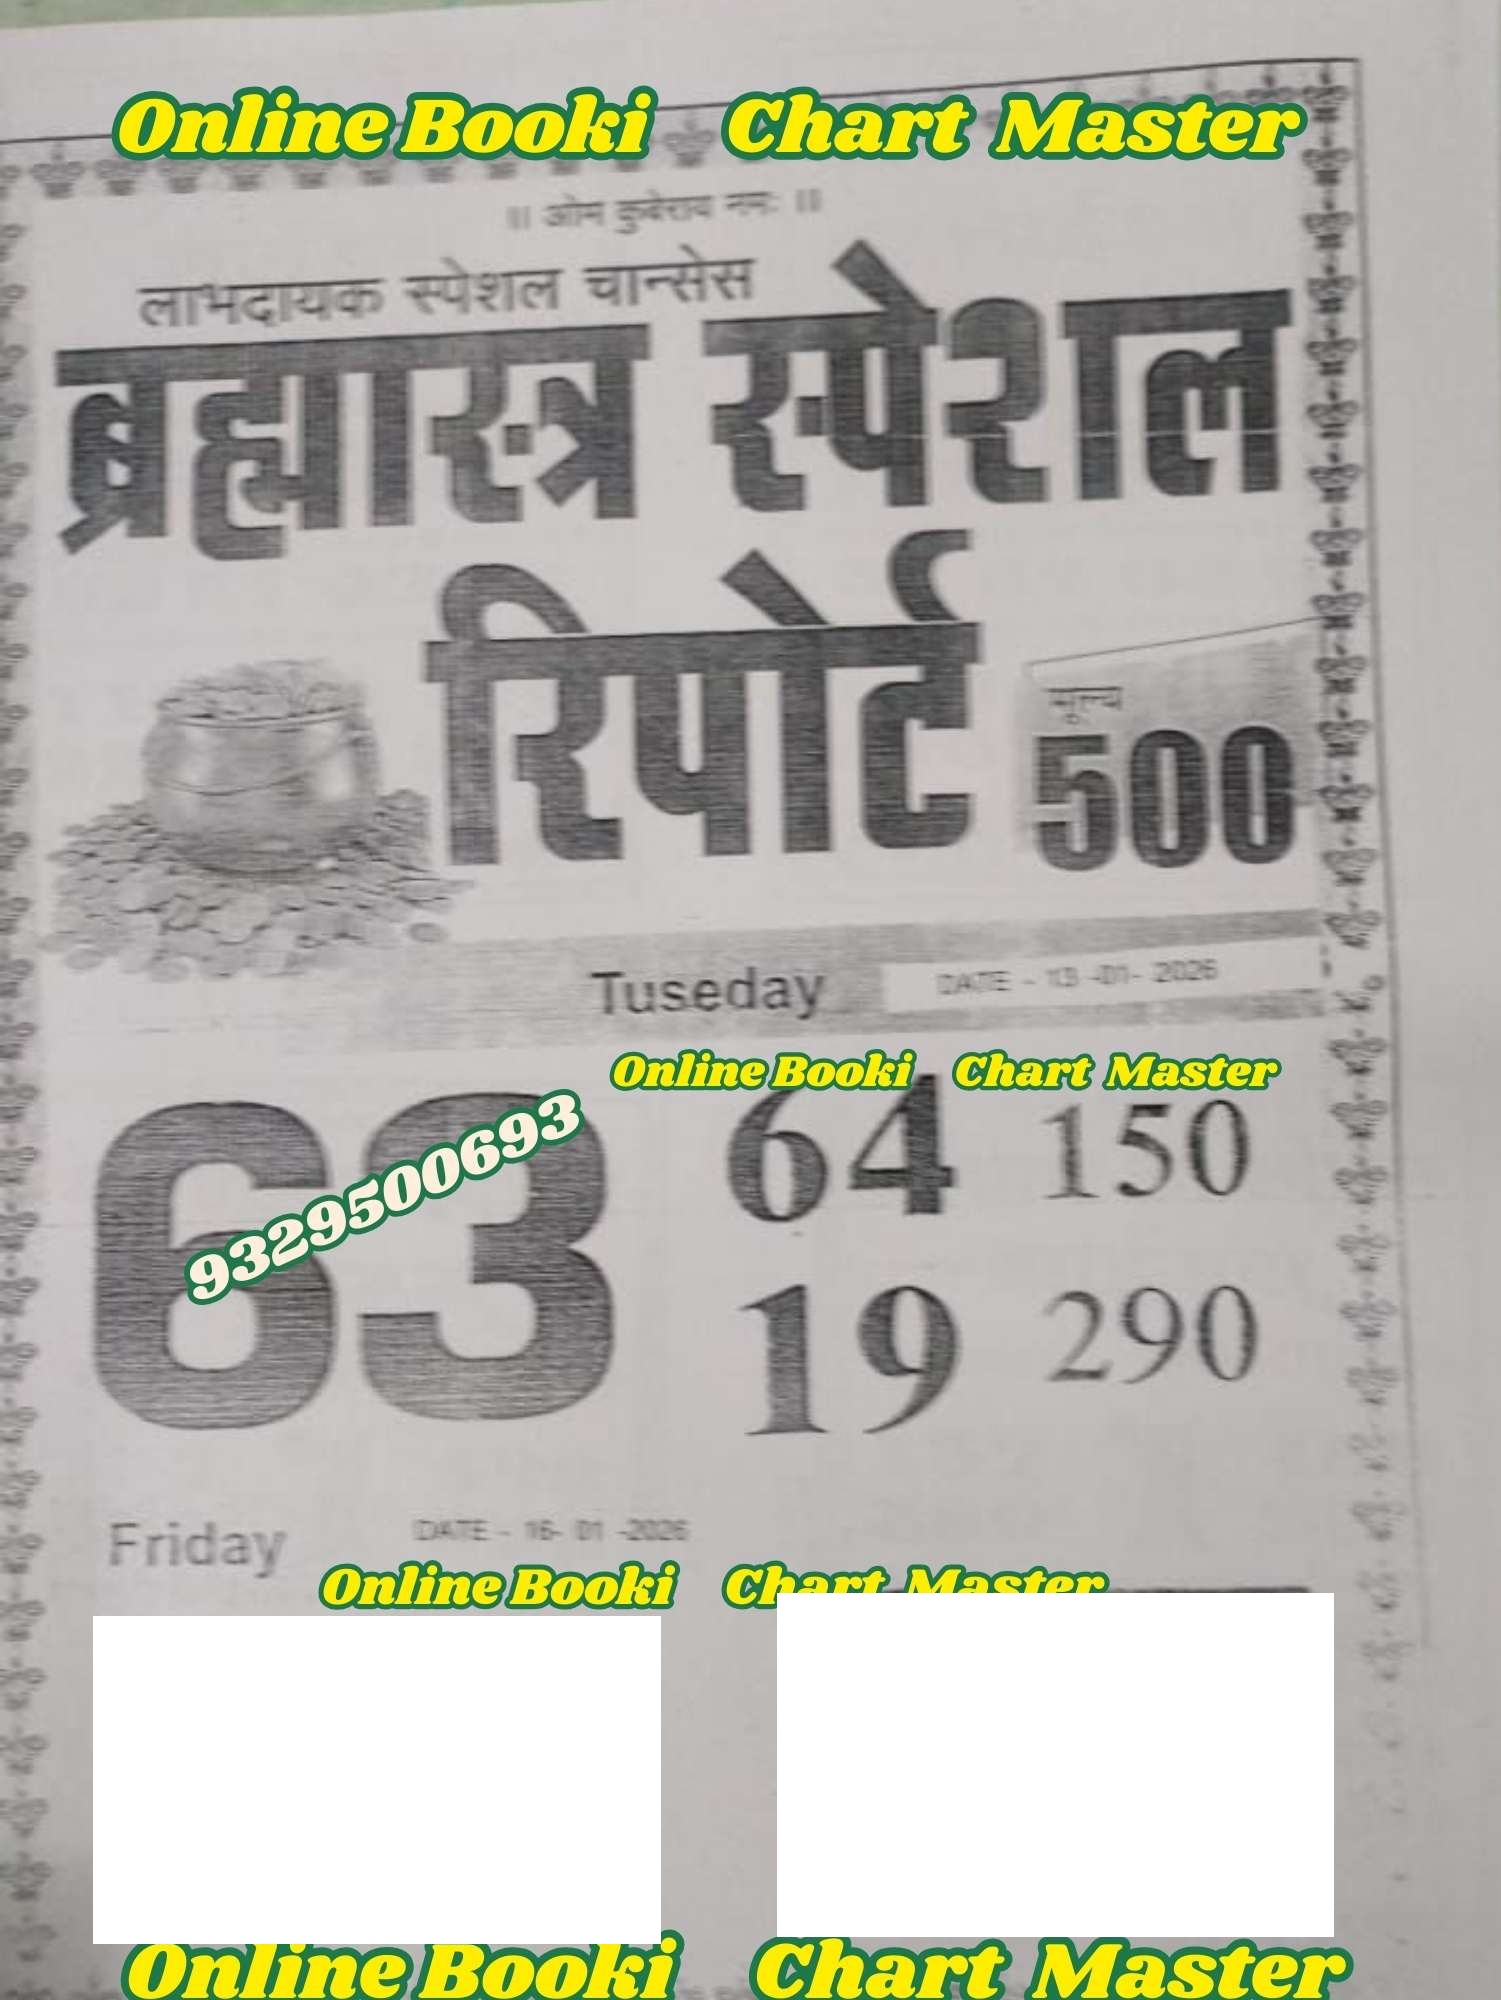 Online Booki Chart Master
॥ ओम कुबेराय नमः ॥
लाभदायक स्पेशल चान्सेस
ब्रह्मास्त्र स्पेशल
रिपोर्ट
मूल्य
500
Tuseday DATE - 13 -01- 2026
Online Booki Chart Master
63 64 150
9329500693
19 290
Friday DATE - 16- 01 -2026
Online Booki Chart Master
Online Booki Chart Master